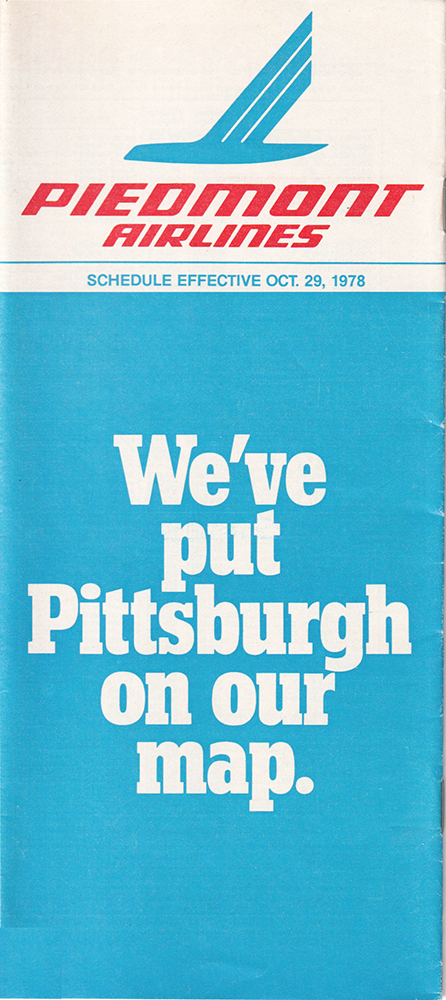 PIEDMONT
AIRLINES
SCHEDULE EFFECTIVE OCT. 29, 1978
We've
put
Pittsburgh
on our
map.